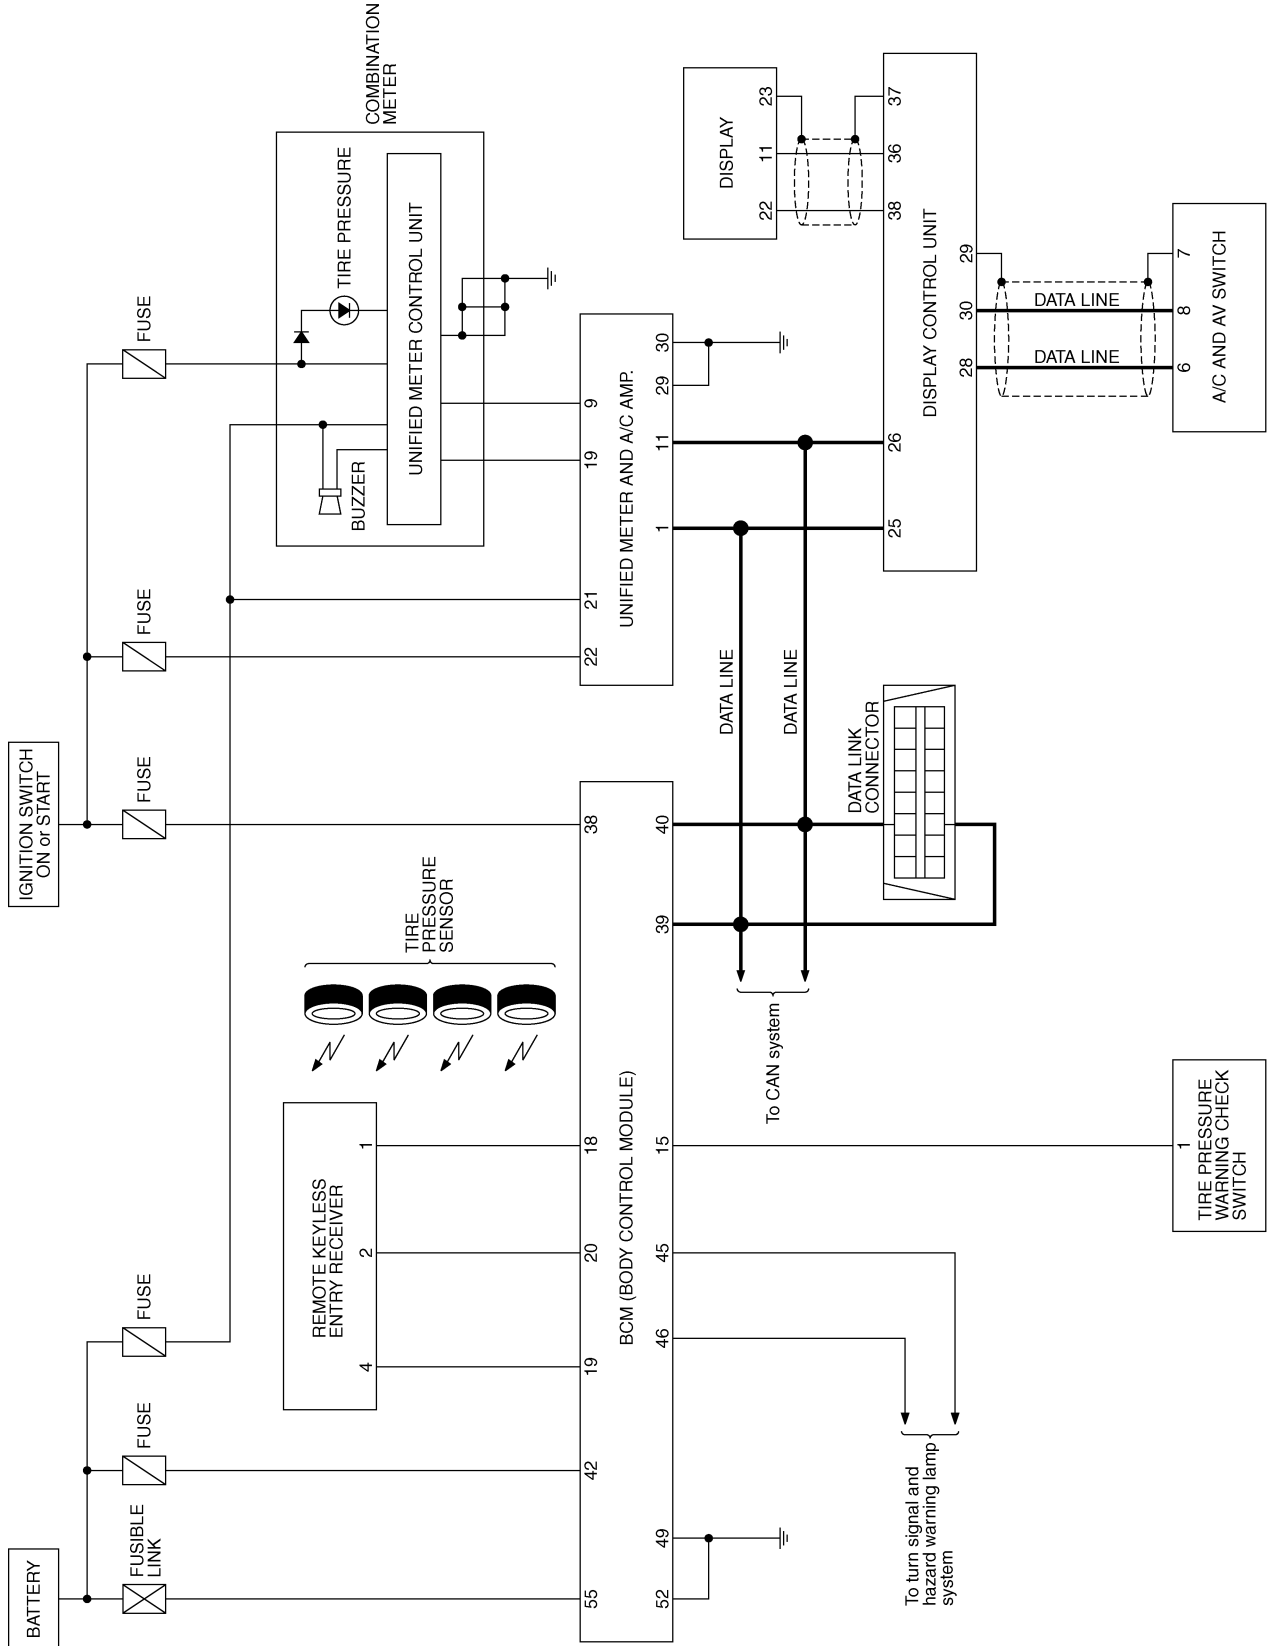 BATTERY
FUSIBLE
LINK
FUSE
FUSE
IGNITION SWITCH
ON or START
FUSE
FUSE
FUSE
COMBINATION
METER
TIRE PRESSURE
BUZZER
UNIFIED METER CONTROL UNIT
REMOTE KEYLESS
ENTRY RECEIVER
4
2
1
TIRE
PRESSURE
SENSOR
55
42
19
20
18
38
BCM (BODY CONTROL MODULE)
52
49
46
45
15
39
40
22
21
19
9
UNIFIED METER AND A/C AMP.
1
11
29
30
DISPLAY
22
11
23
To turn signal and
hazard warning lamp
system
To CAN system
DATA LINE
DATA LINE
DATA LINK
CONNECTOR
25
26
38
36
37
DISPLAY CONTROL UNIT
28
30
29
DATA LINE
DATA LINE
1
TIRE PRESSURE
WARNING CHECK
SWITCH
6
8
7
A/C AND AV SWITCH